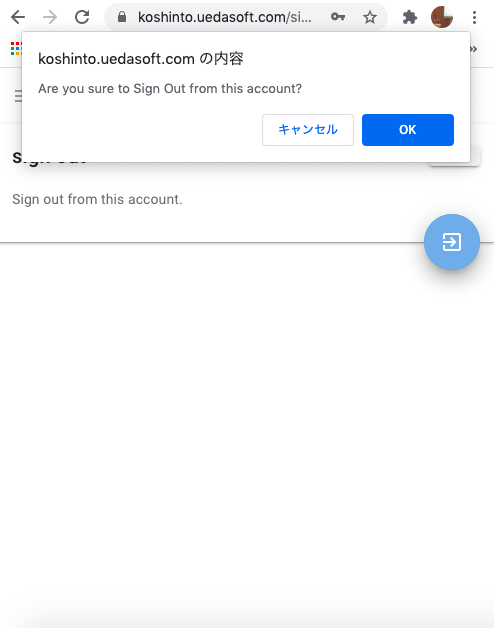 koshinto.uedasoft.com/si...
koshinto.uedasoft.com の内容
Are you sure to Sign Out from this account?
キャンセル
OK
Sign Out
Sign out from this account.